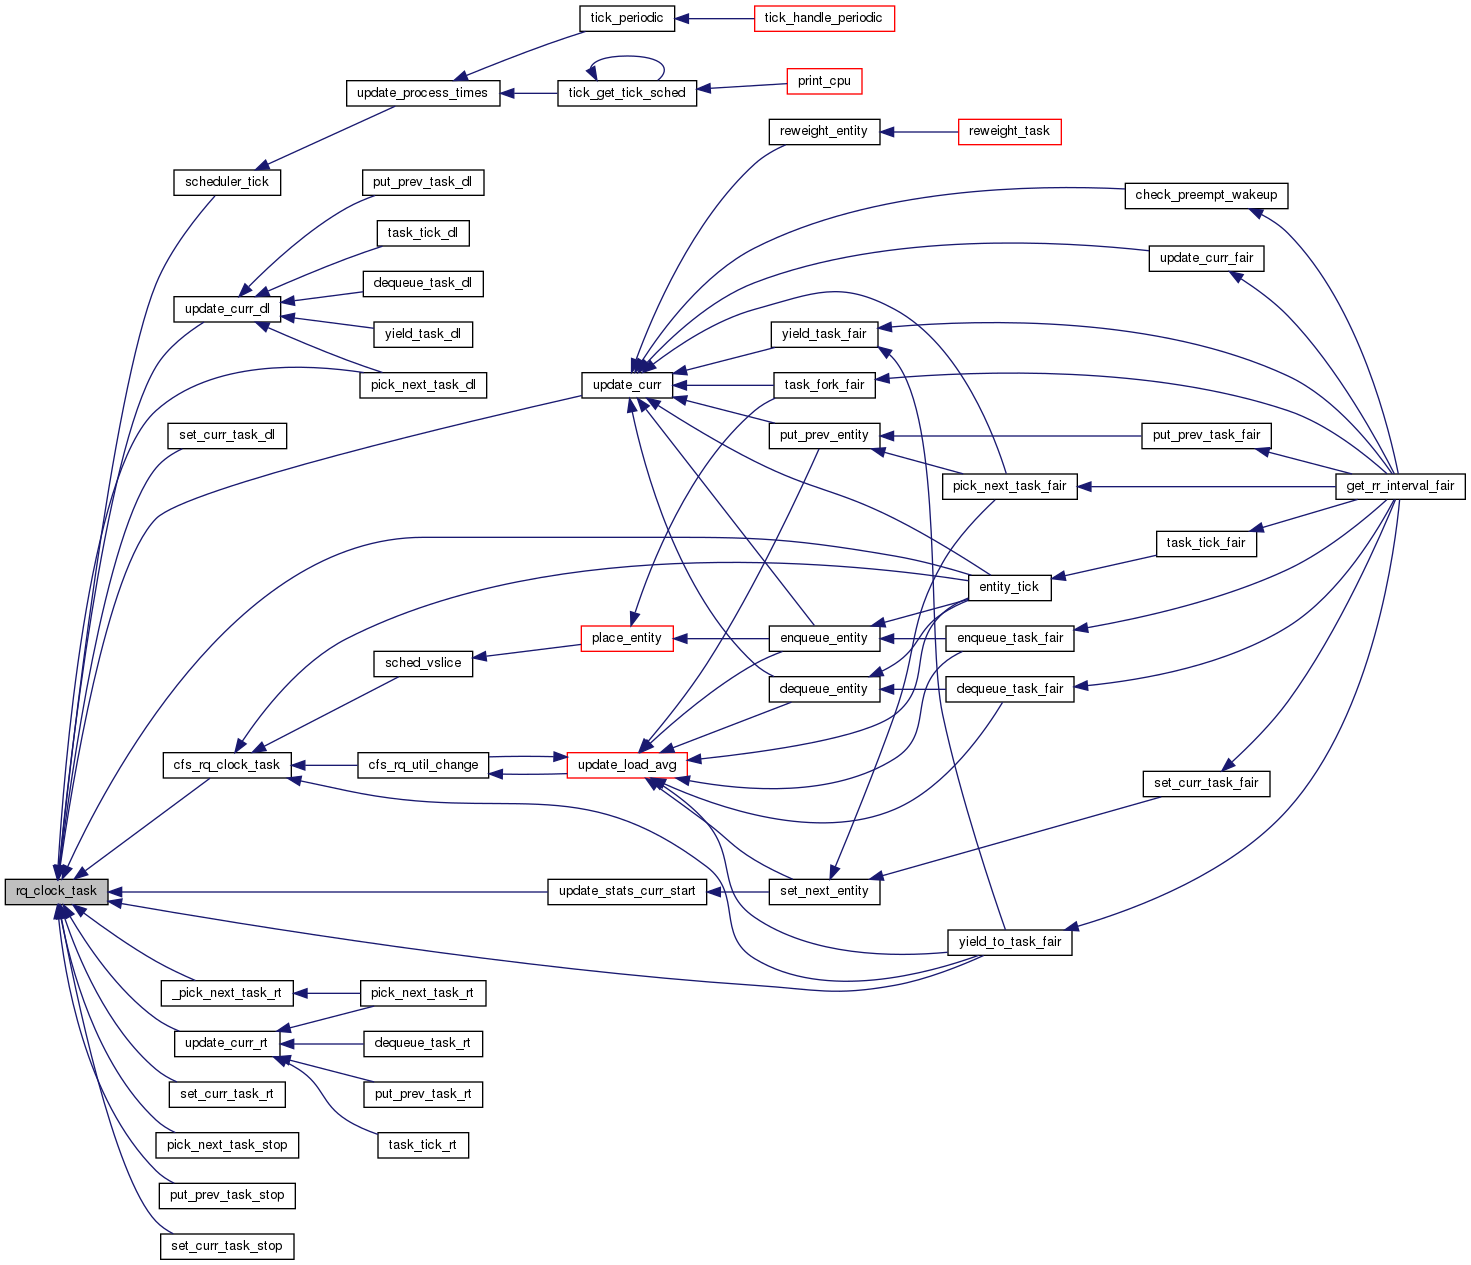 tick_periodic
tick_handle_periodic
update_process_times
tick_get_tick_sched
print_cpu
reweight_entity
reweight_task
scheduler_tick
put_prev_task_dl
check_preempt_wakeup
task_tick_dl
update_curr_fair
dequeue_task_dl
update_curr_dl
yield_task_dl
yield_task_fair
pick_next_task_dl
update_curr
task_fork_fair
set_curr_task_dl
put_prev_entity
put_prev_task_fair
pick_next_task_fair
get_rr_interval_fair
task_tick_fair
entity_tick
place_entity
enqueue_entity
enqueue_task_fair
sched_vslice
dequeue_entity
dequeue_task_fair
cfs_rq_clock_task
cfs_rq_util_change
update_load_avg
set_curr_task_fair
rq_clock_task
update_stats_curr_start
set_next_entity
yield_to_task_fair
_pick_next_task_rt
pick_next_task_rt
update_curr_rt
dequeue_task_rt
set_curr_task_rt
put_prev_task_rt
pick_next_task_stop
task_tick_rt
put_prev_task_stop
set_curr_task_stop